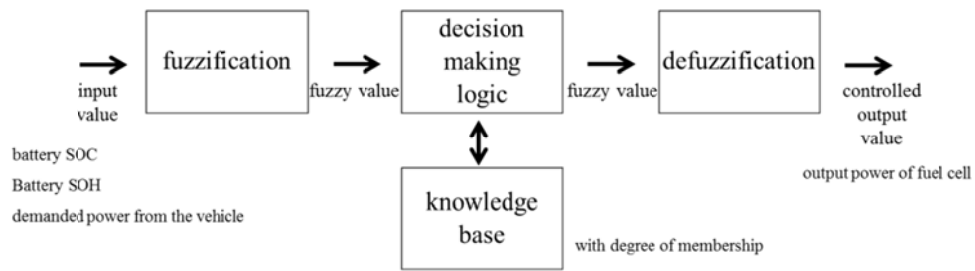 fuzzification
decision
making
logic
defuzzification
input
value
fuzzy value
fuzzy value
controlled
output
value
battery SOC
Battery SOH
demanded power from the vehicle
output power of fuel cell
knowledge
base
with degree of membership